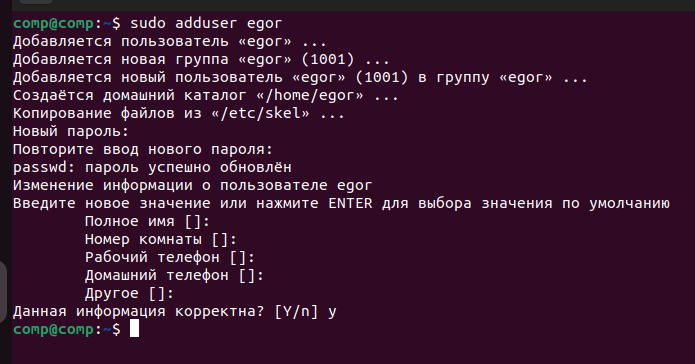 comp@comp:~$ sudo adduser egor
Добавляется пользователь «egor» ...
Добавляется новая группа «egor» (1001) ...
Добавляется новый пользователь «egor» (1001) в группу «egor» ...
Создаётся домашний каталог «/home/egor» ...
Копирование файлов из «/etc/skel» ...
Новый пароль:
Повторите ввод нового пароля:
passwd: пароль успешно обновлён
Изменение информации о пользователе egor
Введите новое значение или нажмите ENTER для выбора значения по умолчанию
Полное имя []:
Номер комнаты []:
Рабочий телефон []:
Домашний телефон []:
Другое []:
Данная информация корректна? [Y/n] y
comp@comp:~$